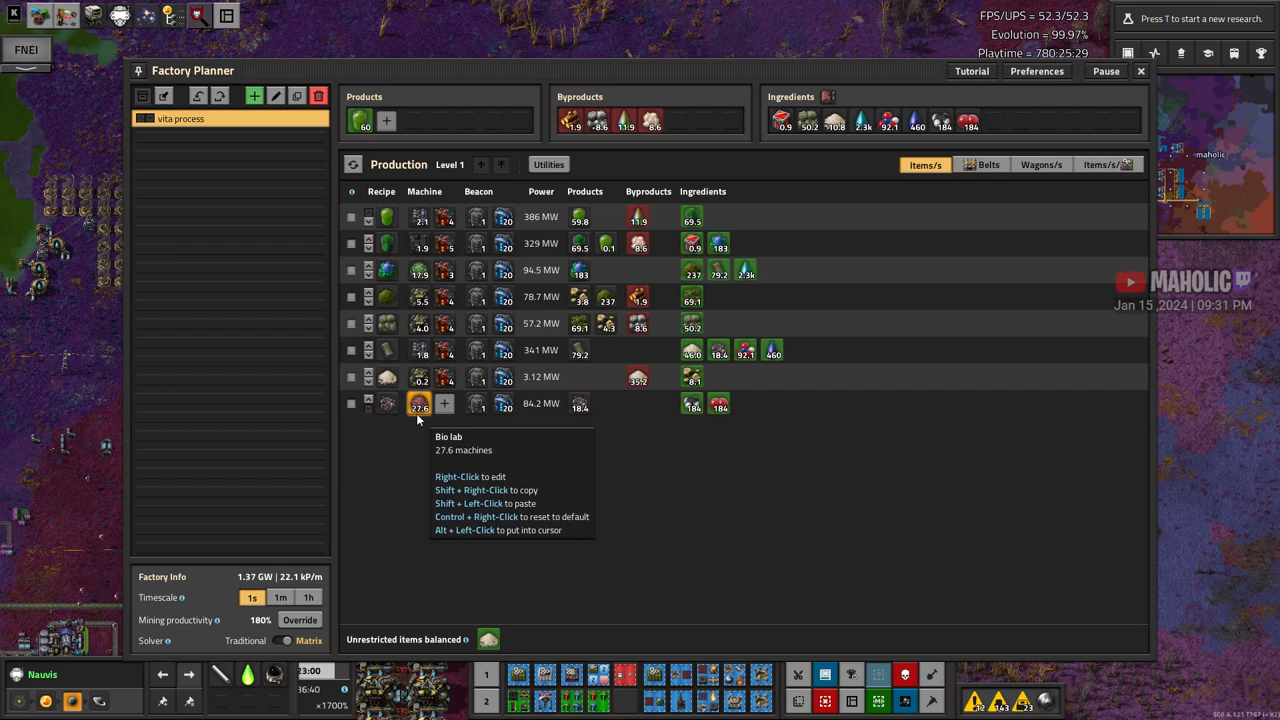 K
FPS/UPS = 52.3/52.3
Evolution = 99.97%
Playtime = 780:25:29
Press T to start a new research.
FNEI
Factory Planner
Tutorial
Preferences
Pause
vita process
Products
60
Byproducts
1.9 -8.6 11.9 8.6
Ingredients
0.9 50.2 10.8 2.3k 92.1 460 184 184
Production Level 1
Utilities
Items/s
Belts
Wagons/s
Items/s/
Recipe Machine Beacon Power Products Byproducts Ingredients
2.1 4 1 20 386 MW 59.8 11.9 69.5
1.9 5 1 20 329 MW 69.5 0.1 8.6 0.9 183
17.9 3 1 20 94.5 MW 183 237 79.2 2.3k
5.5 4 1 20 78.7 MW 3.8 237 1.9 69.1
4.0 4 1 20 57.2 MW 69.1 4.3 8.6 50.2
1.8 4 1 20 341 MW 79.2 46.0 18.4 92.1 460
0.2 4 1 20 3.12 MW 35.2 8.1
27.6 1 20 84.2 MW 18.4 184 184
Bio lab
27.6 machines
Right-Click to edit
Shift + Right-Click to copy
Shift + Left-Click to paste
Control + Right-Click to reset to default
Alt + Left-Click to put into cursor
maholic
MAHOLIC
Jan 15 ,2024 | 09:31 PM
Factory Info 1.37 GW | 22.1 kP/m
Timescale 1s 1m 1h
Mining productivity 180% Override
Solver Traditional Matrix
Unrestricted items balanced
Nauvis
23:00
36:40
×1700%
1
2
12 143 23